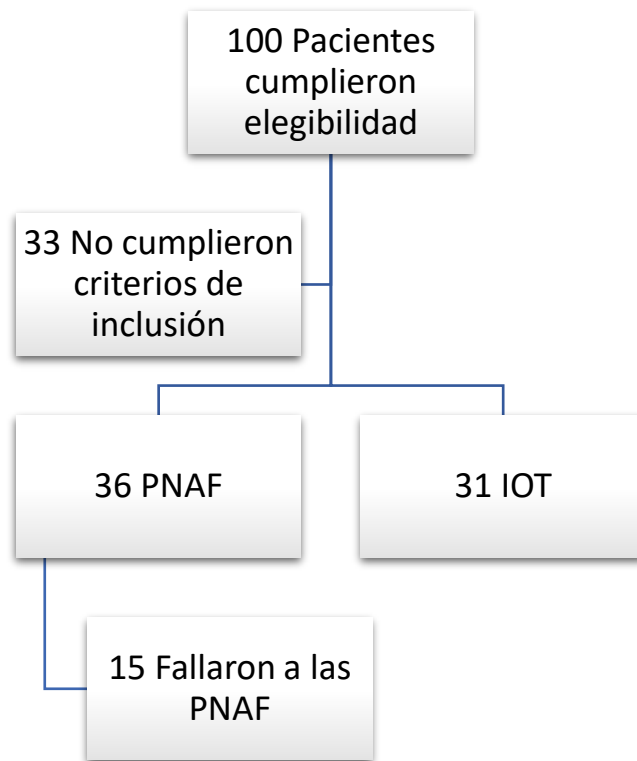 100 Pacientes
cumplieron
elegibilidad
33 No cumplieron
criterios de
inclusión
36 PNAF
31 IOT
15 Fallaron a las
PNAF